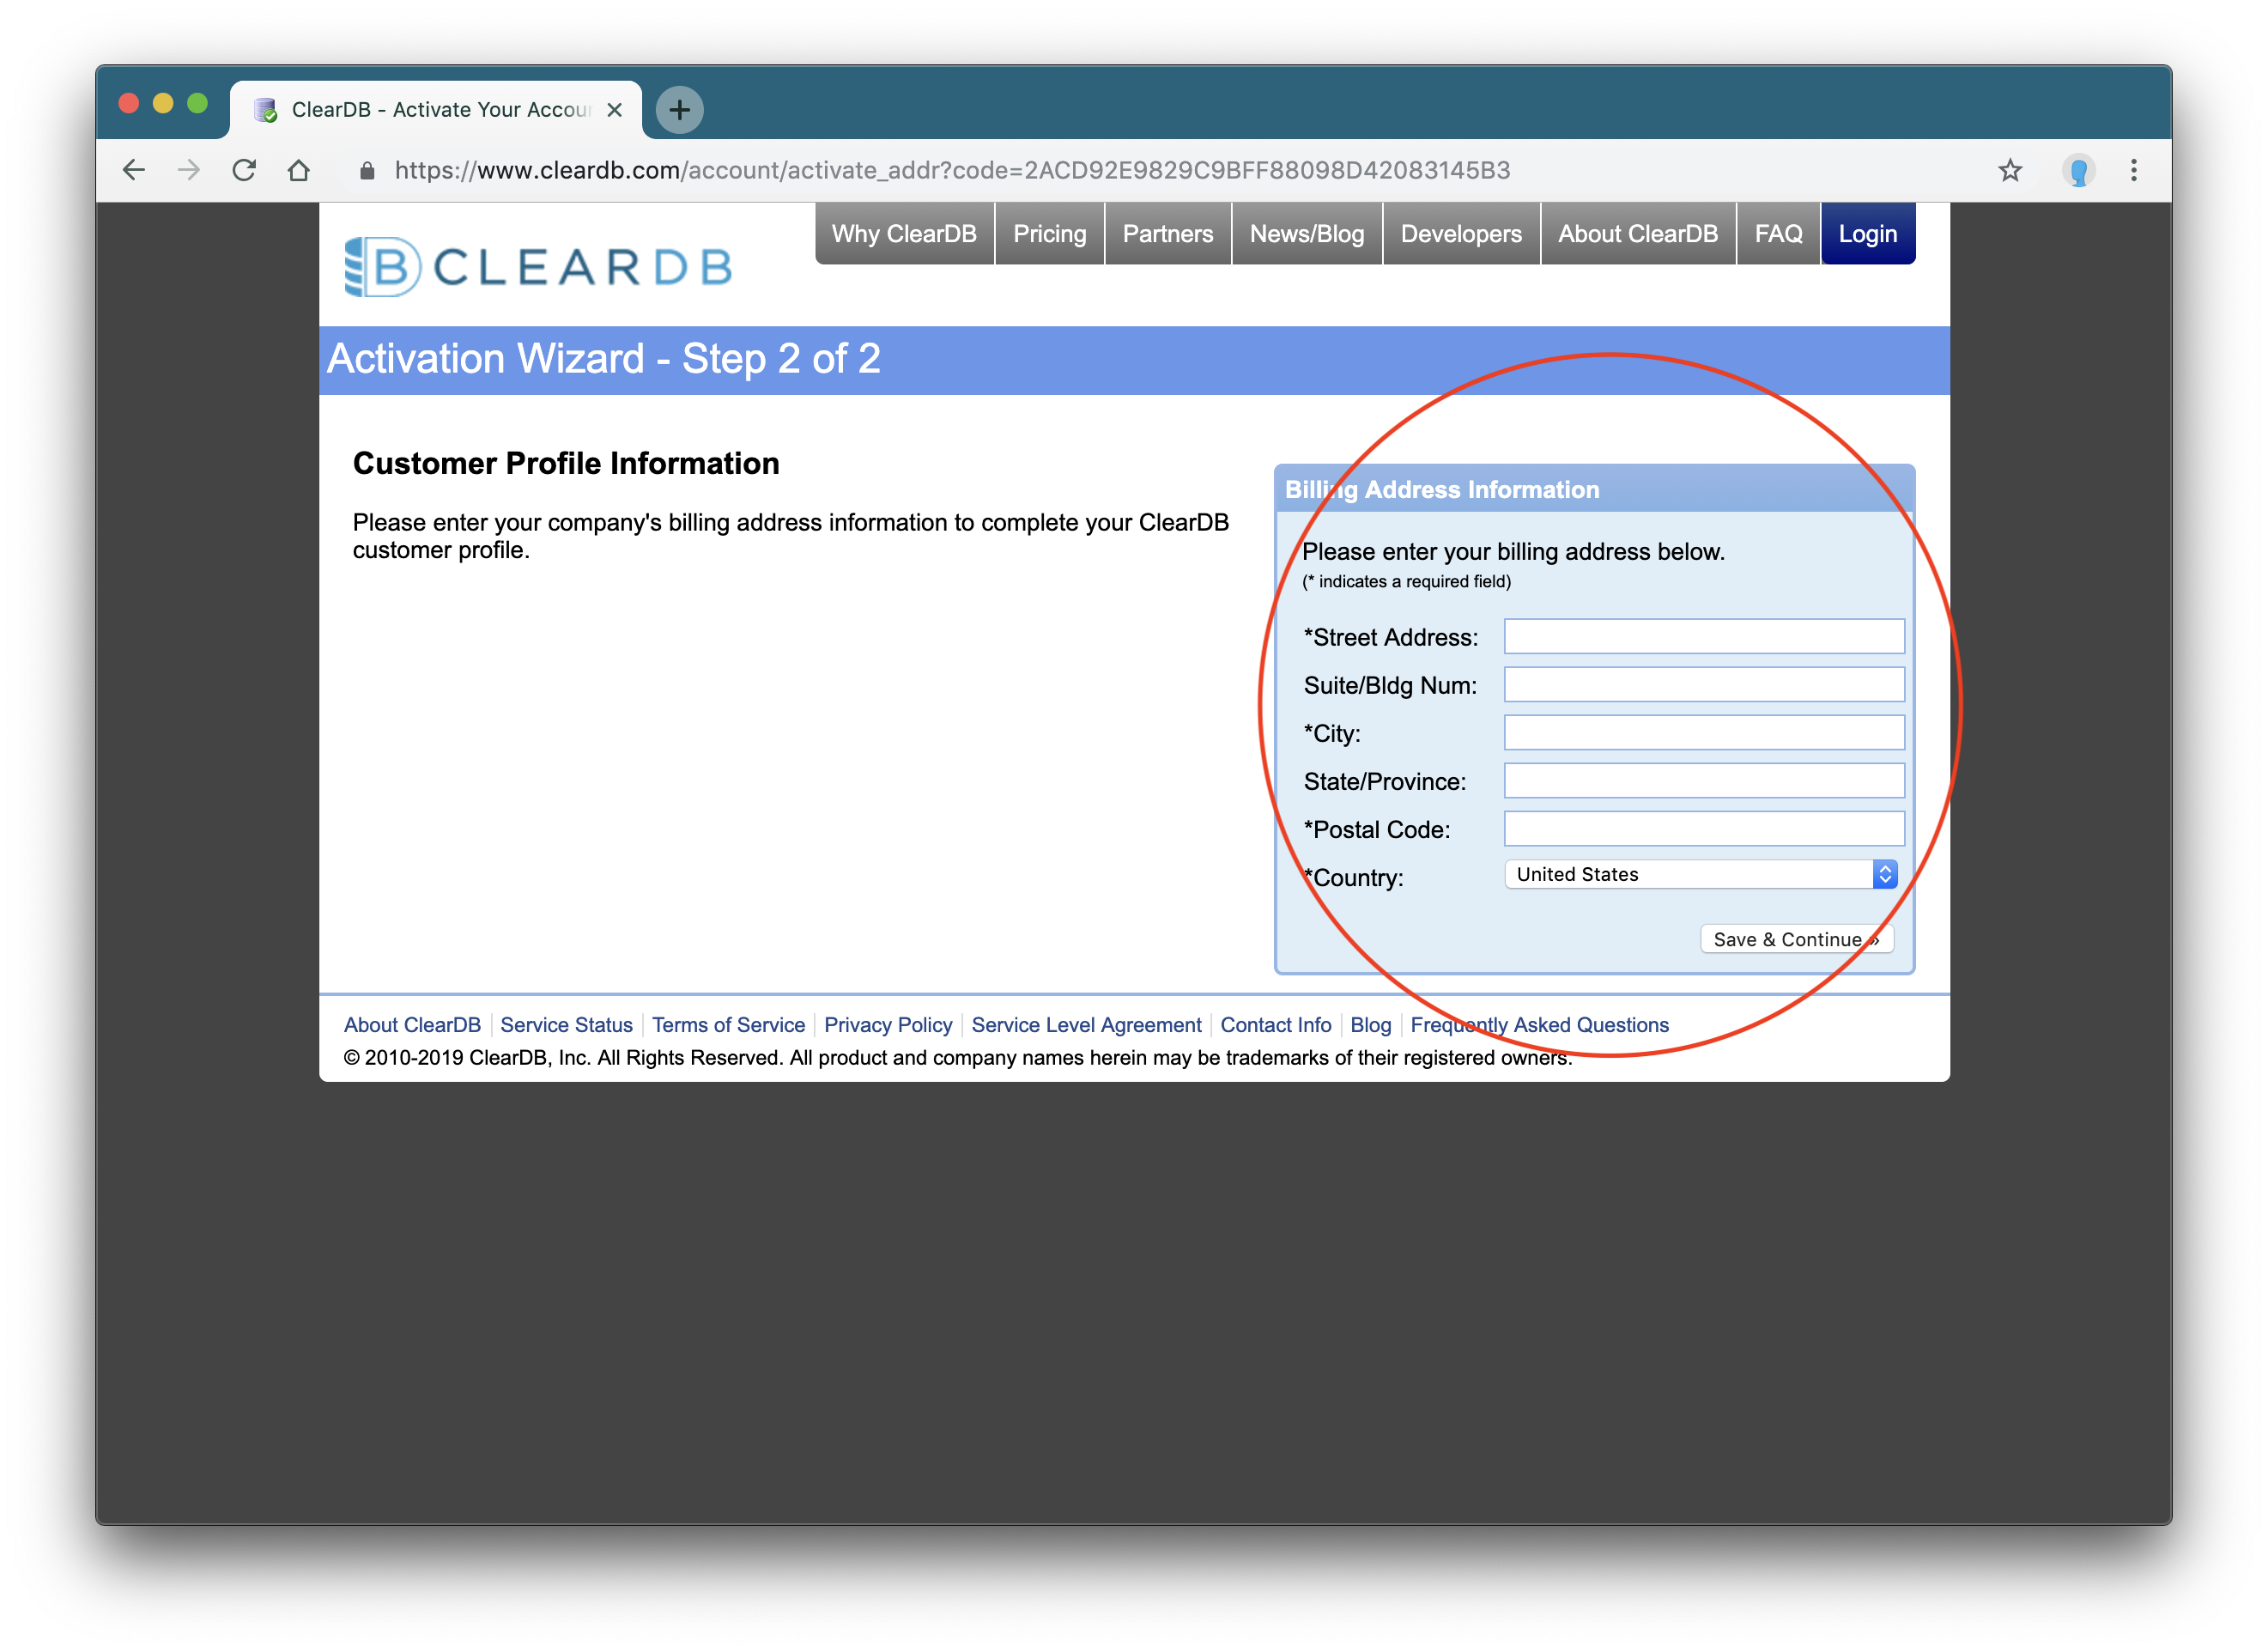 ClearDB - Activate Your Accou
https://www.cleardb.com/account/activate_addr?code=2ACD92E9829C9BFF88098D42083145B3
Why ClearDB Pricing Partners News/Blog Developers About ClearDB FAQ Login
CLEARDB
Activation Wizard - Step 2 of 2
Customer Profile Information
Please enter your company's billing address information to complete your ClearDB
customer profile.
Billing Address Information
Please enter your billing address below.
(* indicates a required field)
*Street Address:
Suite/Bldg Num:
*City:
State/Province:
*Postal Code:
*Country: United States
Save & Continue »
About ClearDB Service Status Terms of Service Privacy Policy Service Level Agreement Contact Info Blog Frequently Asked Questions
© 2010-2019 ClearDB, Inc. All Rights Reserved. All product and company names herein may be trademarks of their registered owners.